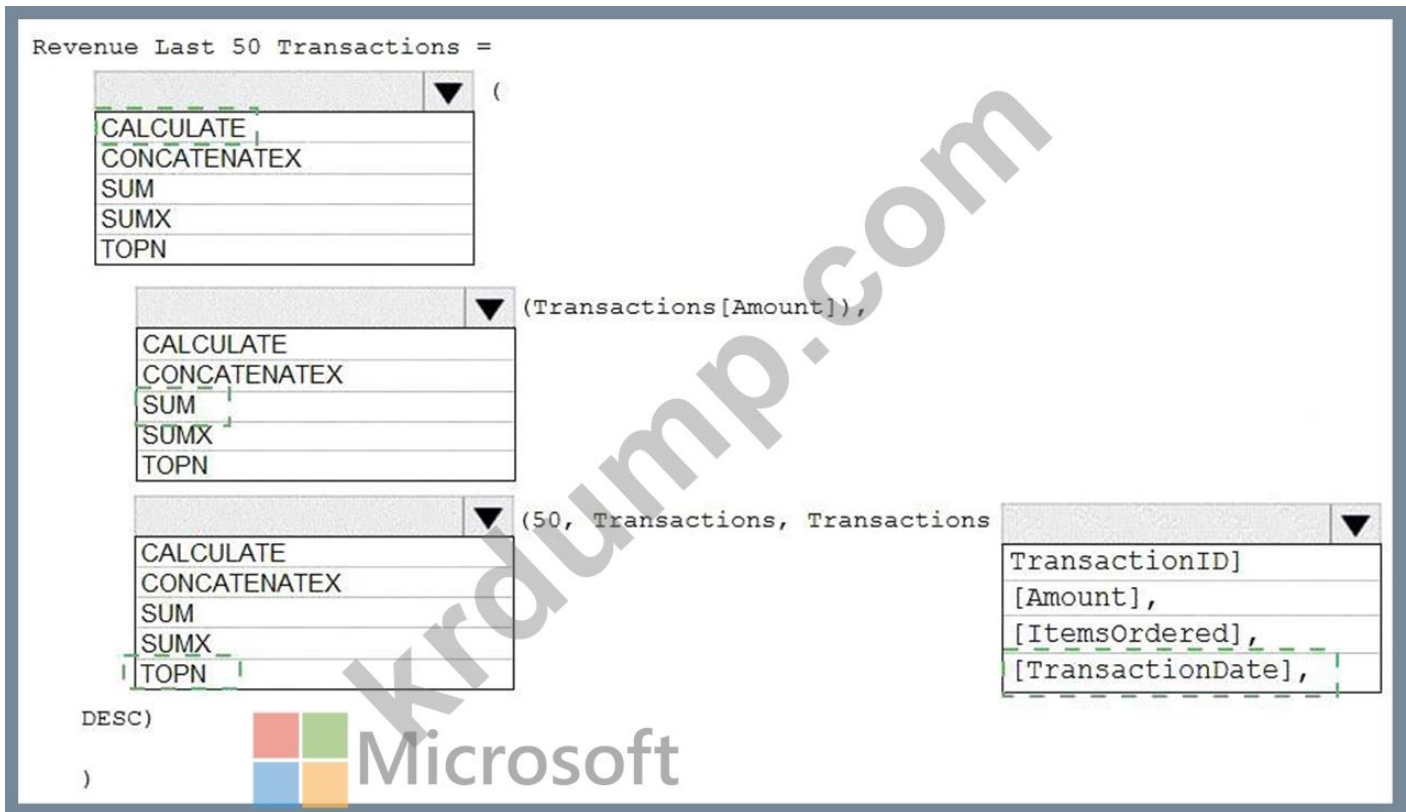 Revenue Last 50 Transactions =
(
CALCULATE
CONCATENATEX
SUM
SUMX
TOPN
(Transactions[Amount]),
CALCULATE
CONCATENATEX
SUM
SUMX
TOPN
(50, Transactions, Transactions
CALCULATE
CONCATENATEX
SUM
SUMX
TOPN
TransactionID]
[Amount],
[ItemsOrdered],
[TransactionDate],
DESC)
)
Microsoft
krdump.com